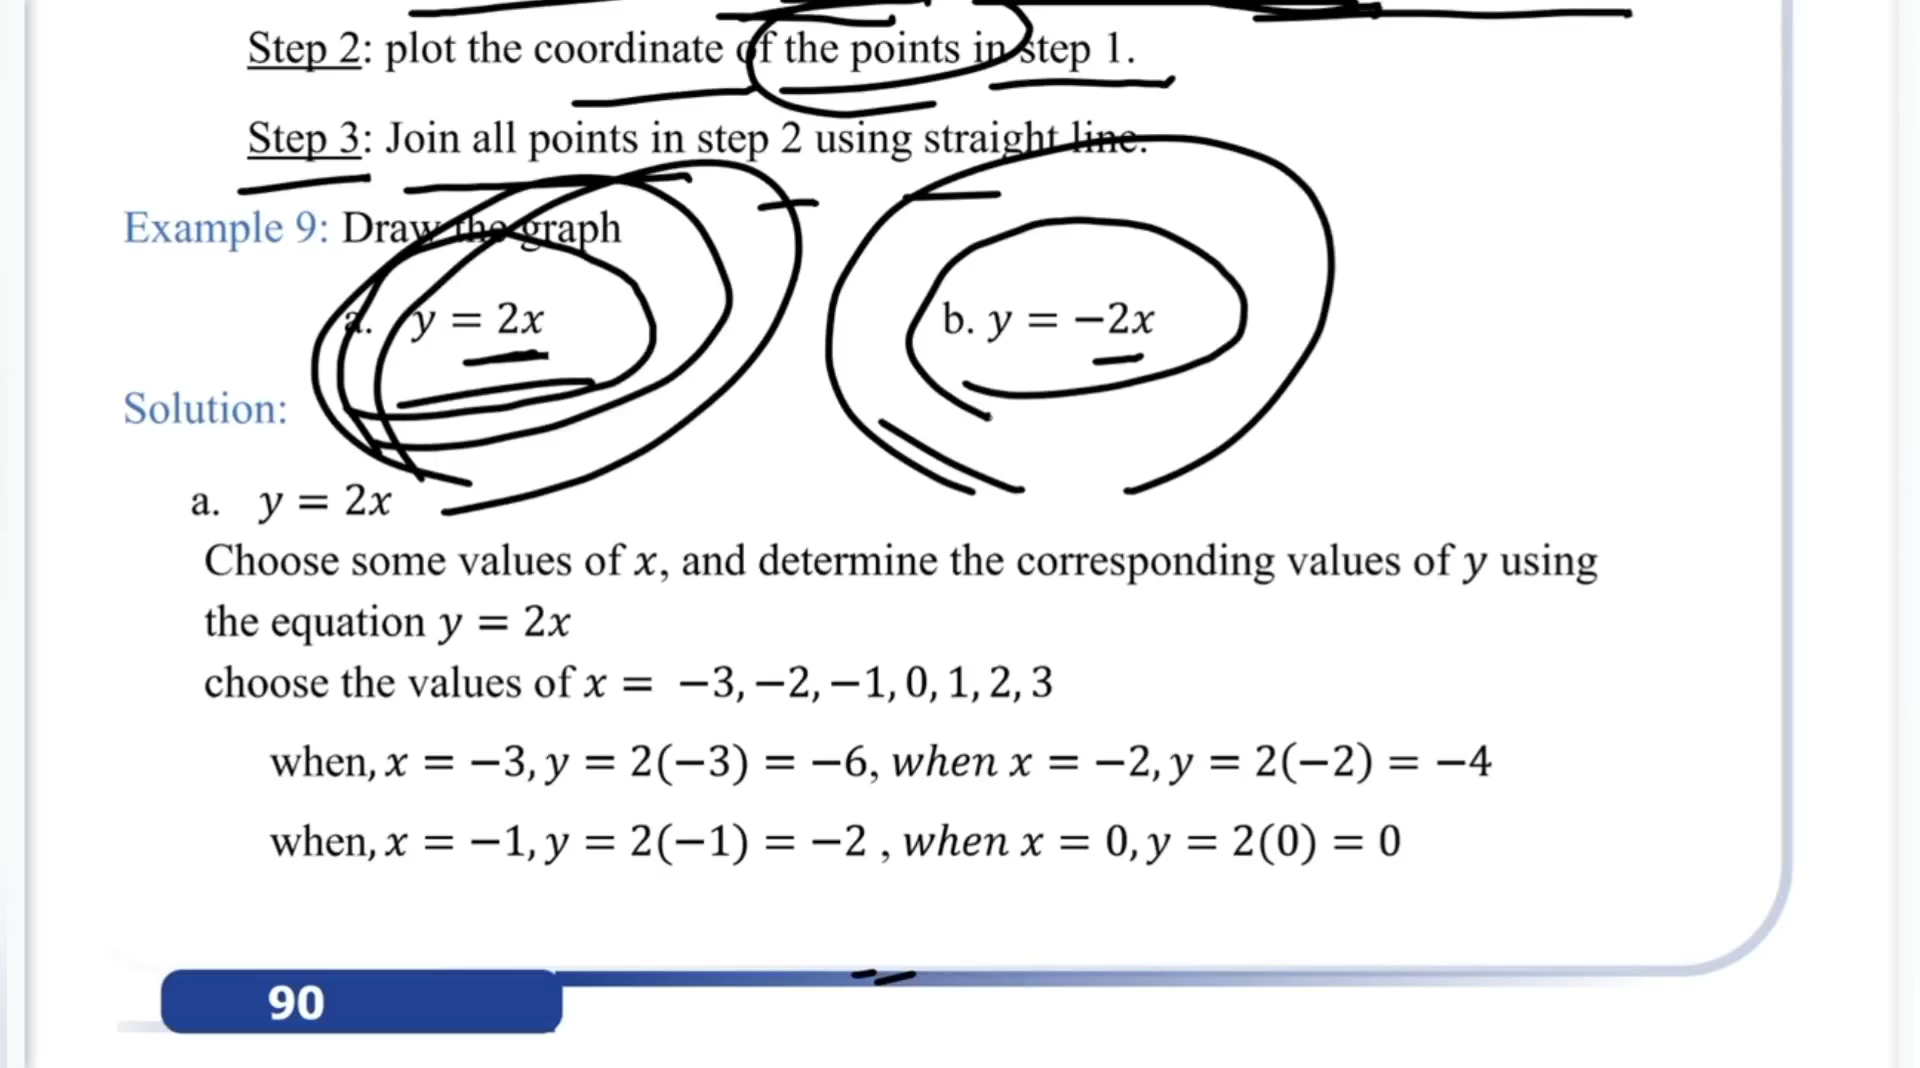 Step 2: plot the coordinate of the points in step 1.
Step 3: Join all points in step 2 using straight line.
Example 9: Draw the graph
a. y = 2x b. y = −2x
Solution:
a. y = 2x
Choose some values of x, and determine the corresponding values of y using
the equation y = 2x
choose the values of x = −3, −2, −1, 0, 1, 2, 3
when, x = −3, y = 2(−3) = −6, when x = −2, y = 2(−2) = −4
when, x = −1, y = 2(−1) = −2 , when x = 0, y = 2(0) = 0
90